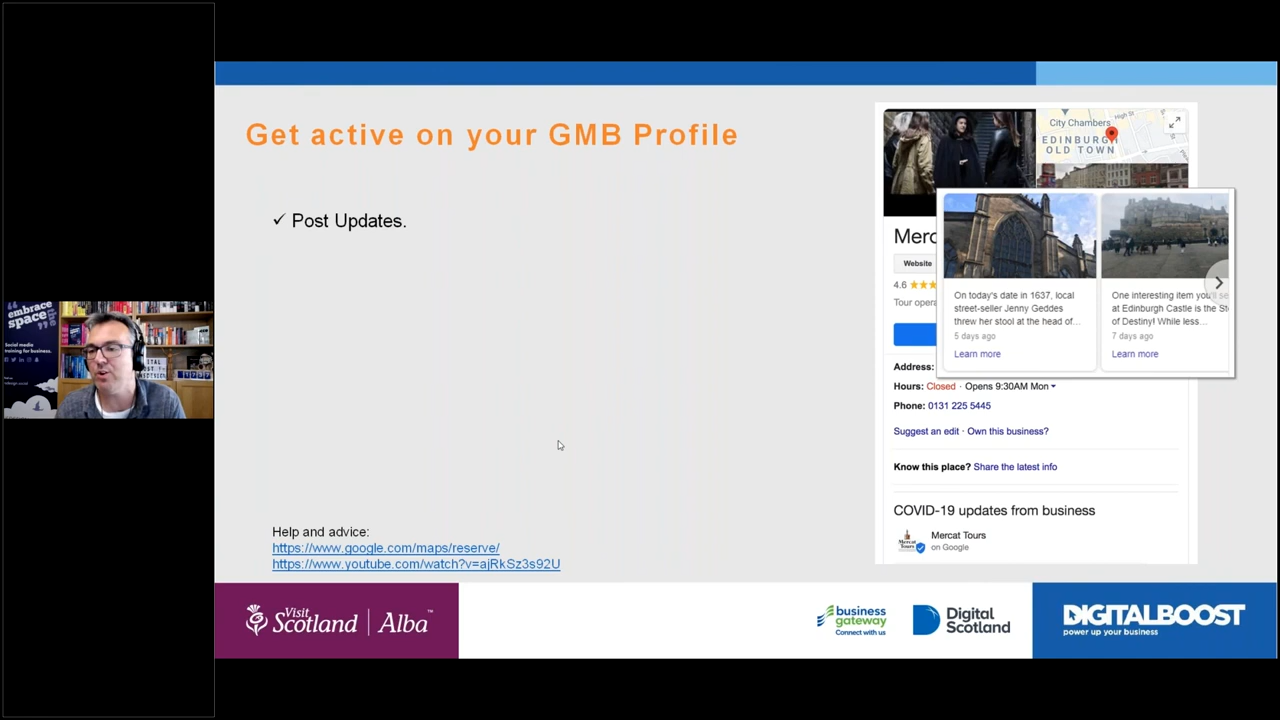 Get active on your GMB Profile
✓ Post Updates.
Help and advice:
https://www.google.com/maps/reserve/
https://www.youtube.com/watch?v=ajRkSz3s92U
City Chambers
High St
EDINBURGH
OLD TOWN
Merc
Website
4.6
Tour opera
On today's date in 1637, local
street-seller Jenny Geddes
threw her stool at the head of...
5 days ago
Learn more
One interesting item you'll se
at Edinburgh Castle is the St
of Destiny! While less...
7 days ago
Learn more
Address:
Hours: Closed · Opens 9:30AM Mon
Phone: 0131 225 5445
Suggest an edit · Own this business?
Know this place? Share the latest info
COVID-19 updates from business
Mercat Tours
on Google
Mercat
Tours
embrace
the
space
Social media
training for business.
Visit
Scotland | Alba™
business
gateway
Connect with us
Digital
Scotland
DIGITALBOOST
power up your business